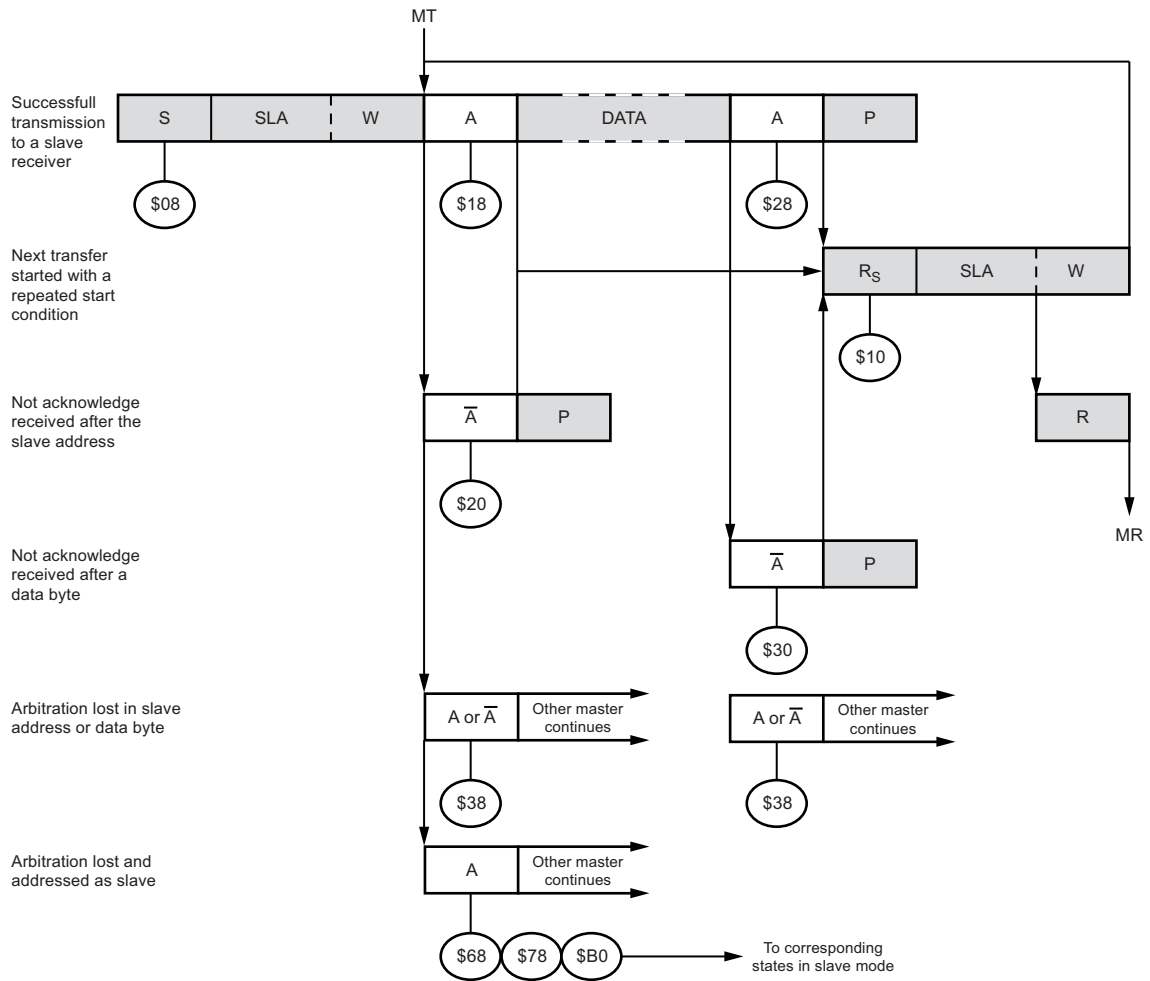 MT
Successfull
transmission
to a slave
receiver
S
SLA
W
A
DATA
A
P
$08
$18
$28
Next transfer
started with a
repeated start
condition
RS
SLA
W
$10
Not acknowledge
received after the
slave address
A̅
P
R
$20
MR
Not acknowledge
received after a
data byte
A̅
P
$30
Arbitration lost in slave
address or data byte
A or A̅
Other master
continues
A or A̅
Other master
continues
$38
$38
Arbitration lost and
addressed as slave
A
Other master
continues
$68
$78
$B0
To corresponding
states in slave mode